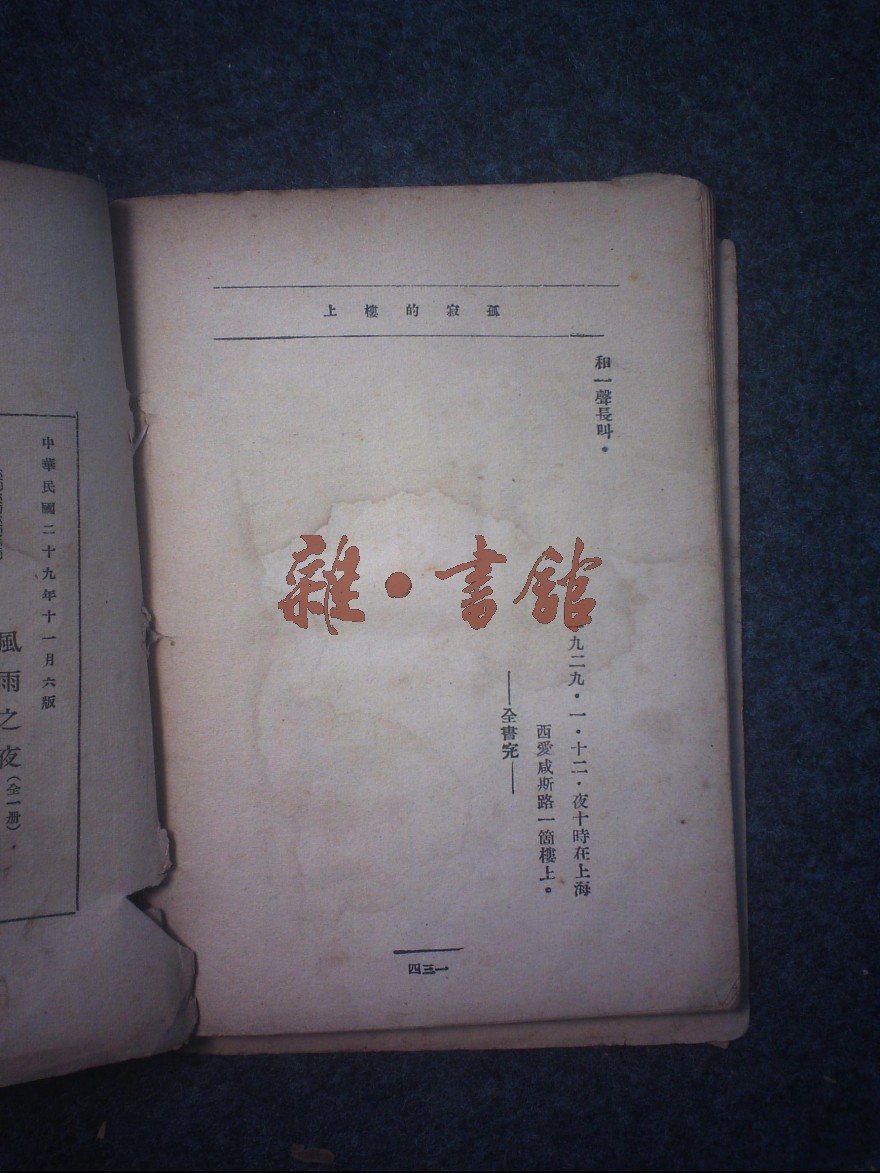 孤寂的樓上
和一聲長叫。
九二九·一·十二·夜十時在上海
西愛咸斯路一箇樓上。
——全書完——
一三四
雜·書館
中華民國二十九年十一月六版
風雨之夜(全一册)